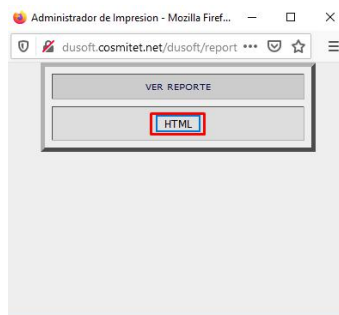 Administrador de Impresion - Mozilla Firef...
dusoft.cosmitet.net/dusoft/report
VER REPORTE
HTML